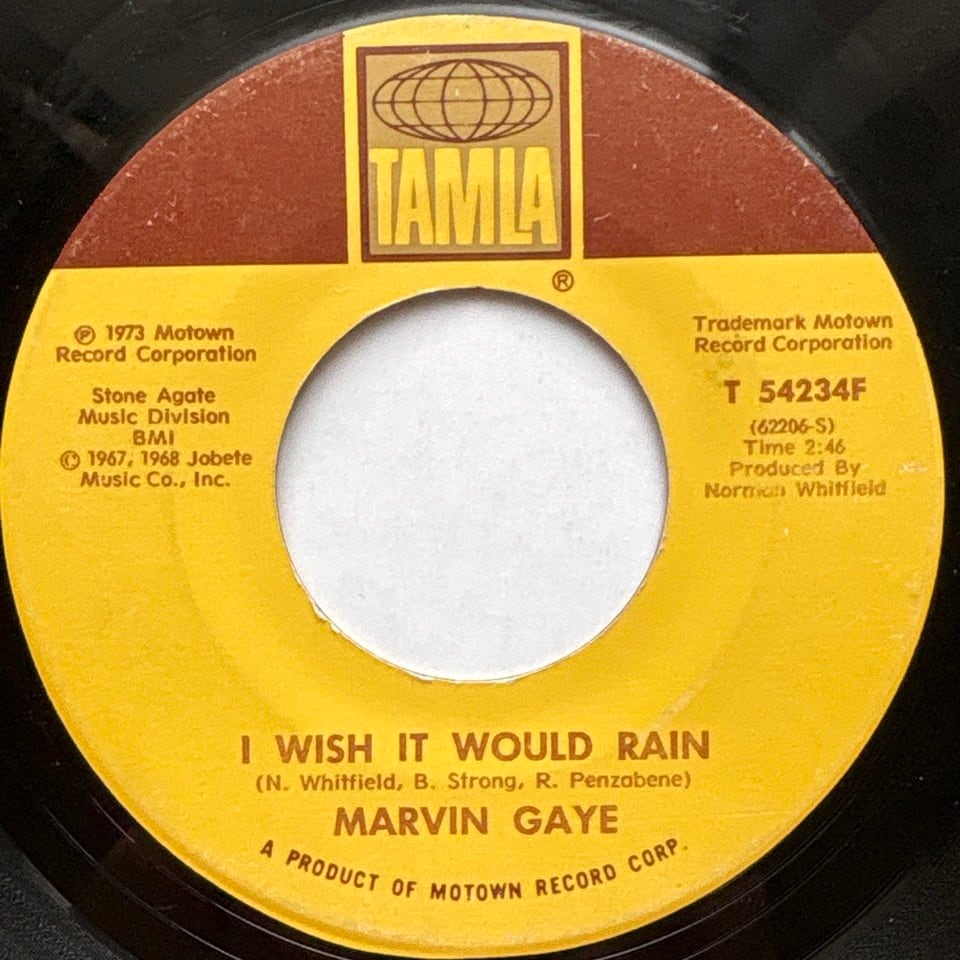 TAMLA
®
℗ 1973 Motown
Record Corporation
Stone Agate
Music Division
BMI
© 1967, 1968 Jobete
Music Co., Inc.
Trademark Motown
Record Corporation
T 54234F
(62206-S)
Time 2:46
Produced By
Norman Whitfield
I WISH IT WOULD RAIN
(N. Whitfield, B. Strong, R. Penzabene)
MARVIN GAYE
A PRODUCT OF MOTOWN RECORD CORP.